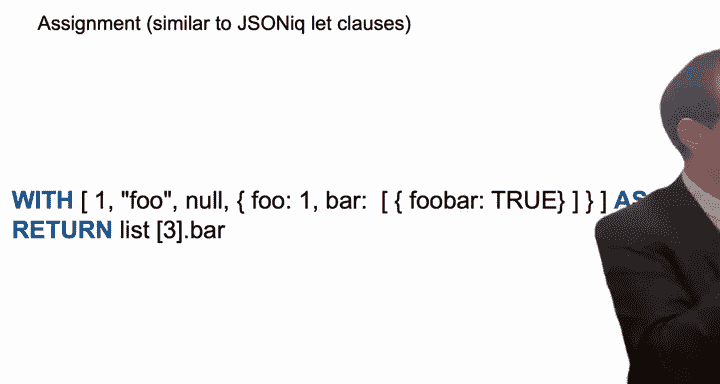 Assignment (similar to JSONiq let clauses)
WITH [ 1, "foo", null, { foo: 1, bar: [ { foobar: TRUE} ] } ] AS
RETURN list [3].bar